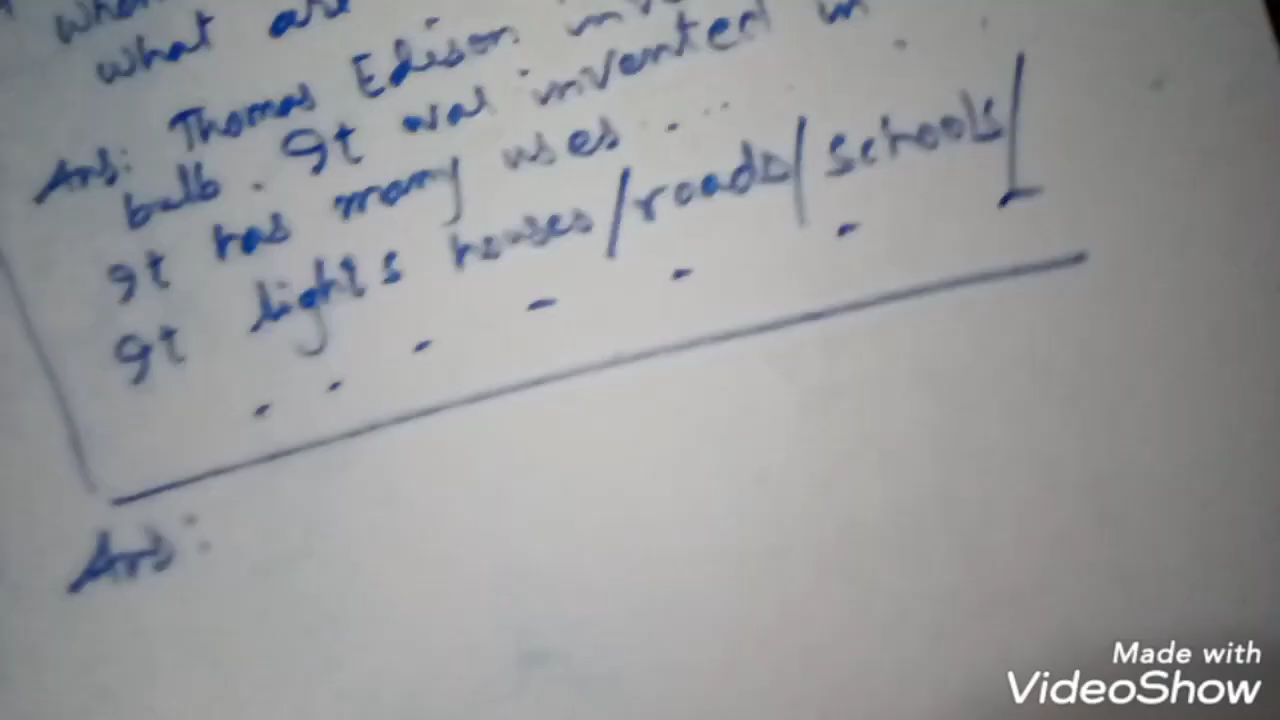 what are
Ans: Thomas Edison
bulb. It was invented in
It has many uses...
It lights houses/roads/schools/
Ans:
Made with
VideoShow